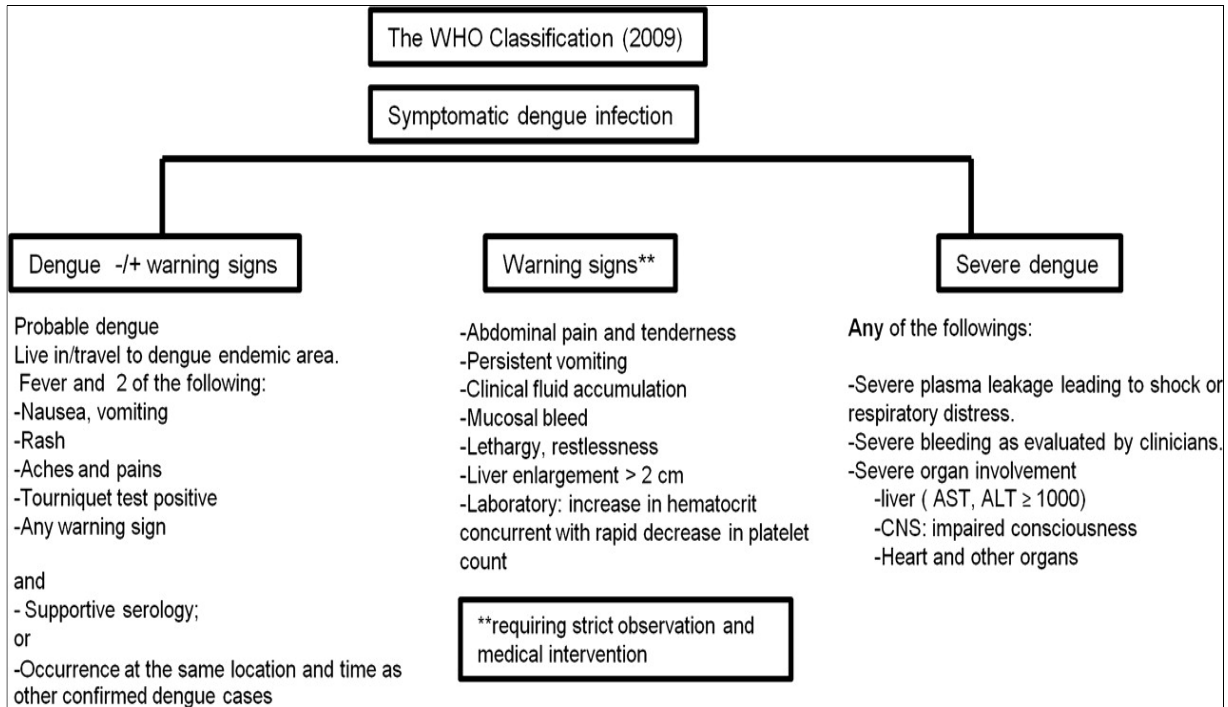 The WHO Classification (2009)
Symptomatic dengue infection
Dengue -/+ warning signs
Probable dengue
Live in/travel to dengue endemic area.
Fever and 2 of the following:
-Nausea, vomiting
-Rash
-Aches and pains
-Tourniquet test positive
-Any warning sign
and
- Supportive serology;
or
-Occurrence at the same location and time as
other confirmed dengue cases
Warning signs**
-Abdominal pain and tenderness
-Persistent vomiting
-Clinical fluid accumulation
-Mucosal bleed
-Lethargy, restlessness
-Liver enlargement > 2 cm
-Laboratory: increase in hematocrit
concurrent with rapid decrease in platelet
count
**requiring strict observation and
medical intervention
Severe dengue
Any of the followings:
-Severe plasma leakage leading to shock or
respiratory distress.
-Severe bleeding as evaluated by clinicians.
-Severe organ involvement
-liver ( AST, ALT ≥ 1000)
-CNS: impaired consciousness
-Heart and other organs